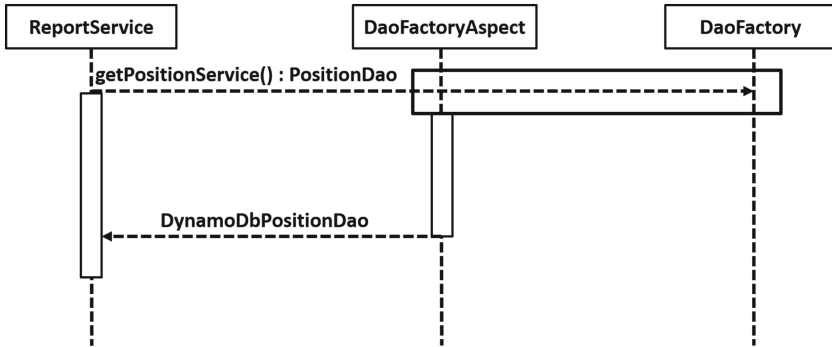 ReportService
DaoFactoryAspect
DaoFactory
getPositionService() : PositionDao
DynamoDbPositionDao